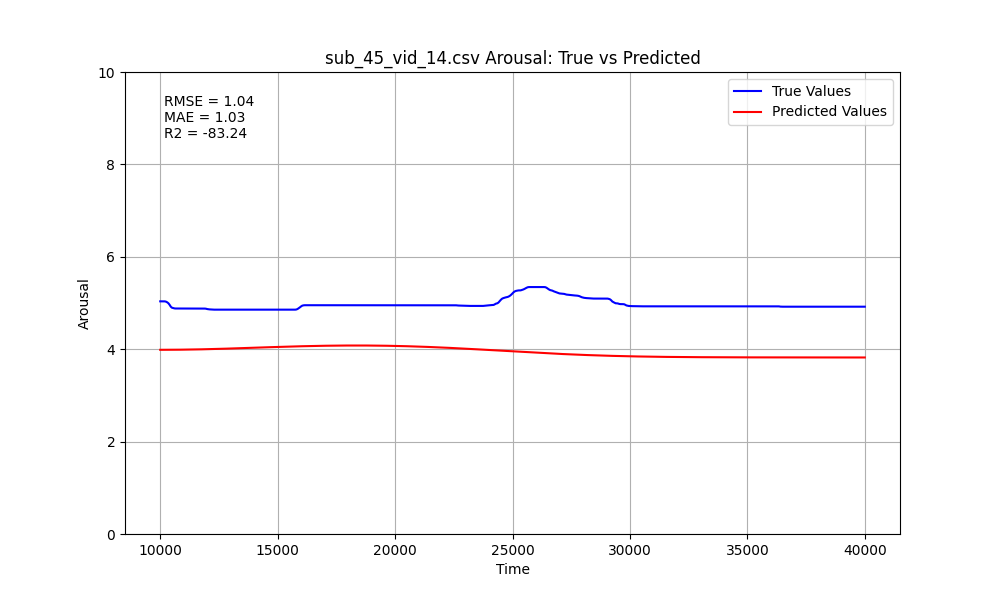 sub_45_vid_14.csv Arousal: True vs Predicted
RMSE = 1.04
MAE = 1.03
R2 = -83.24
True Values
Predicted Values
Arousal
10
8
6
4
2
0
10000
15000
20000
25000
30000
35000
40000
Time